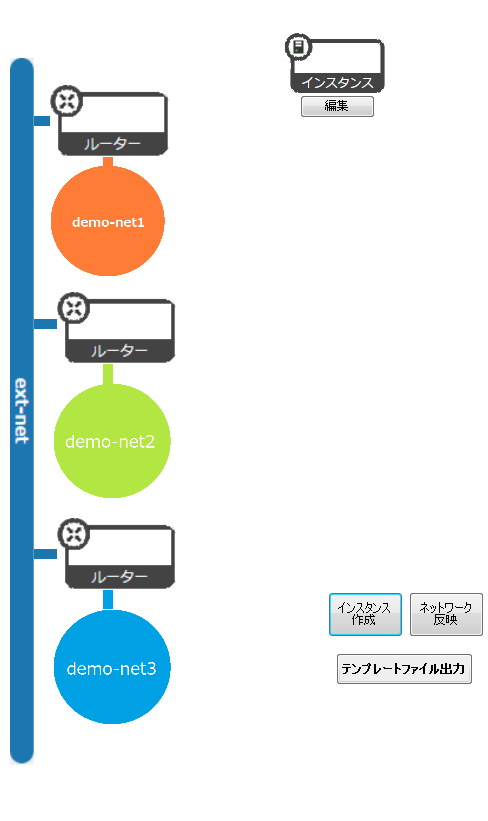 インスタンス
編集
ルーター
demo-net1
ルーター
ext-net
demo-net2
ルーター
インスタンス
作成
ネットワーク
反映
demo-net3
テンプレートファイル出力